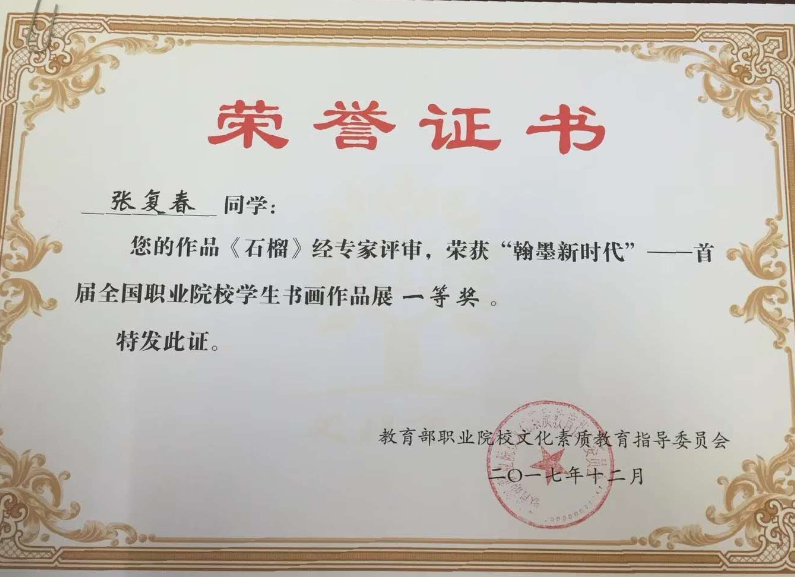 荣誉证书
张复春 同学：
您的作品《石榴》经专家评审，荣获“翰墨新时代”——首
届全国职业院校学生书画作品展一等奖。
特发此证。
教育部职业院校文化素质教育指导委员会
二〇一七年十二月